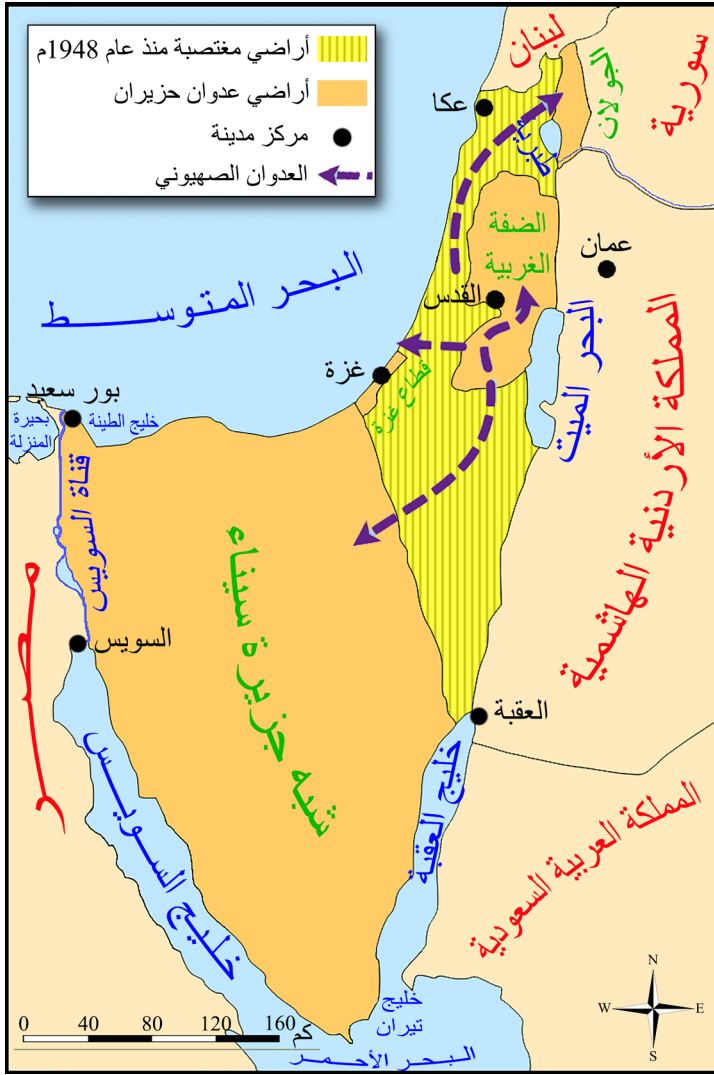 أراضي مغتصبة منذ عام 1948م
أراضي عدوان حزيران
مركز مدينة
العدوان الصهيوني
لبنان
سورية
الجولان
عكا
طبرية
الضفة
الغربية
عمان
القدس
البحر المتوسط
المملكة الأردنية الهاشمية
البحر الميت
غزة
قطاع غزة
بور سعيد
خليج الطينة
بحيرة
المنزلة
قناة السويس
شبه جزيرة سيناء
مصر
السويس
العقبة
خليج العقبة
خليج السويس
المملكة العربية السعودية
خليج
تيران
البحر الأحمر
N
W
E
S
0 40 80 120 160 كم